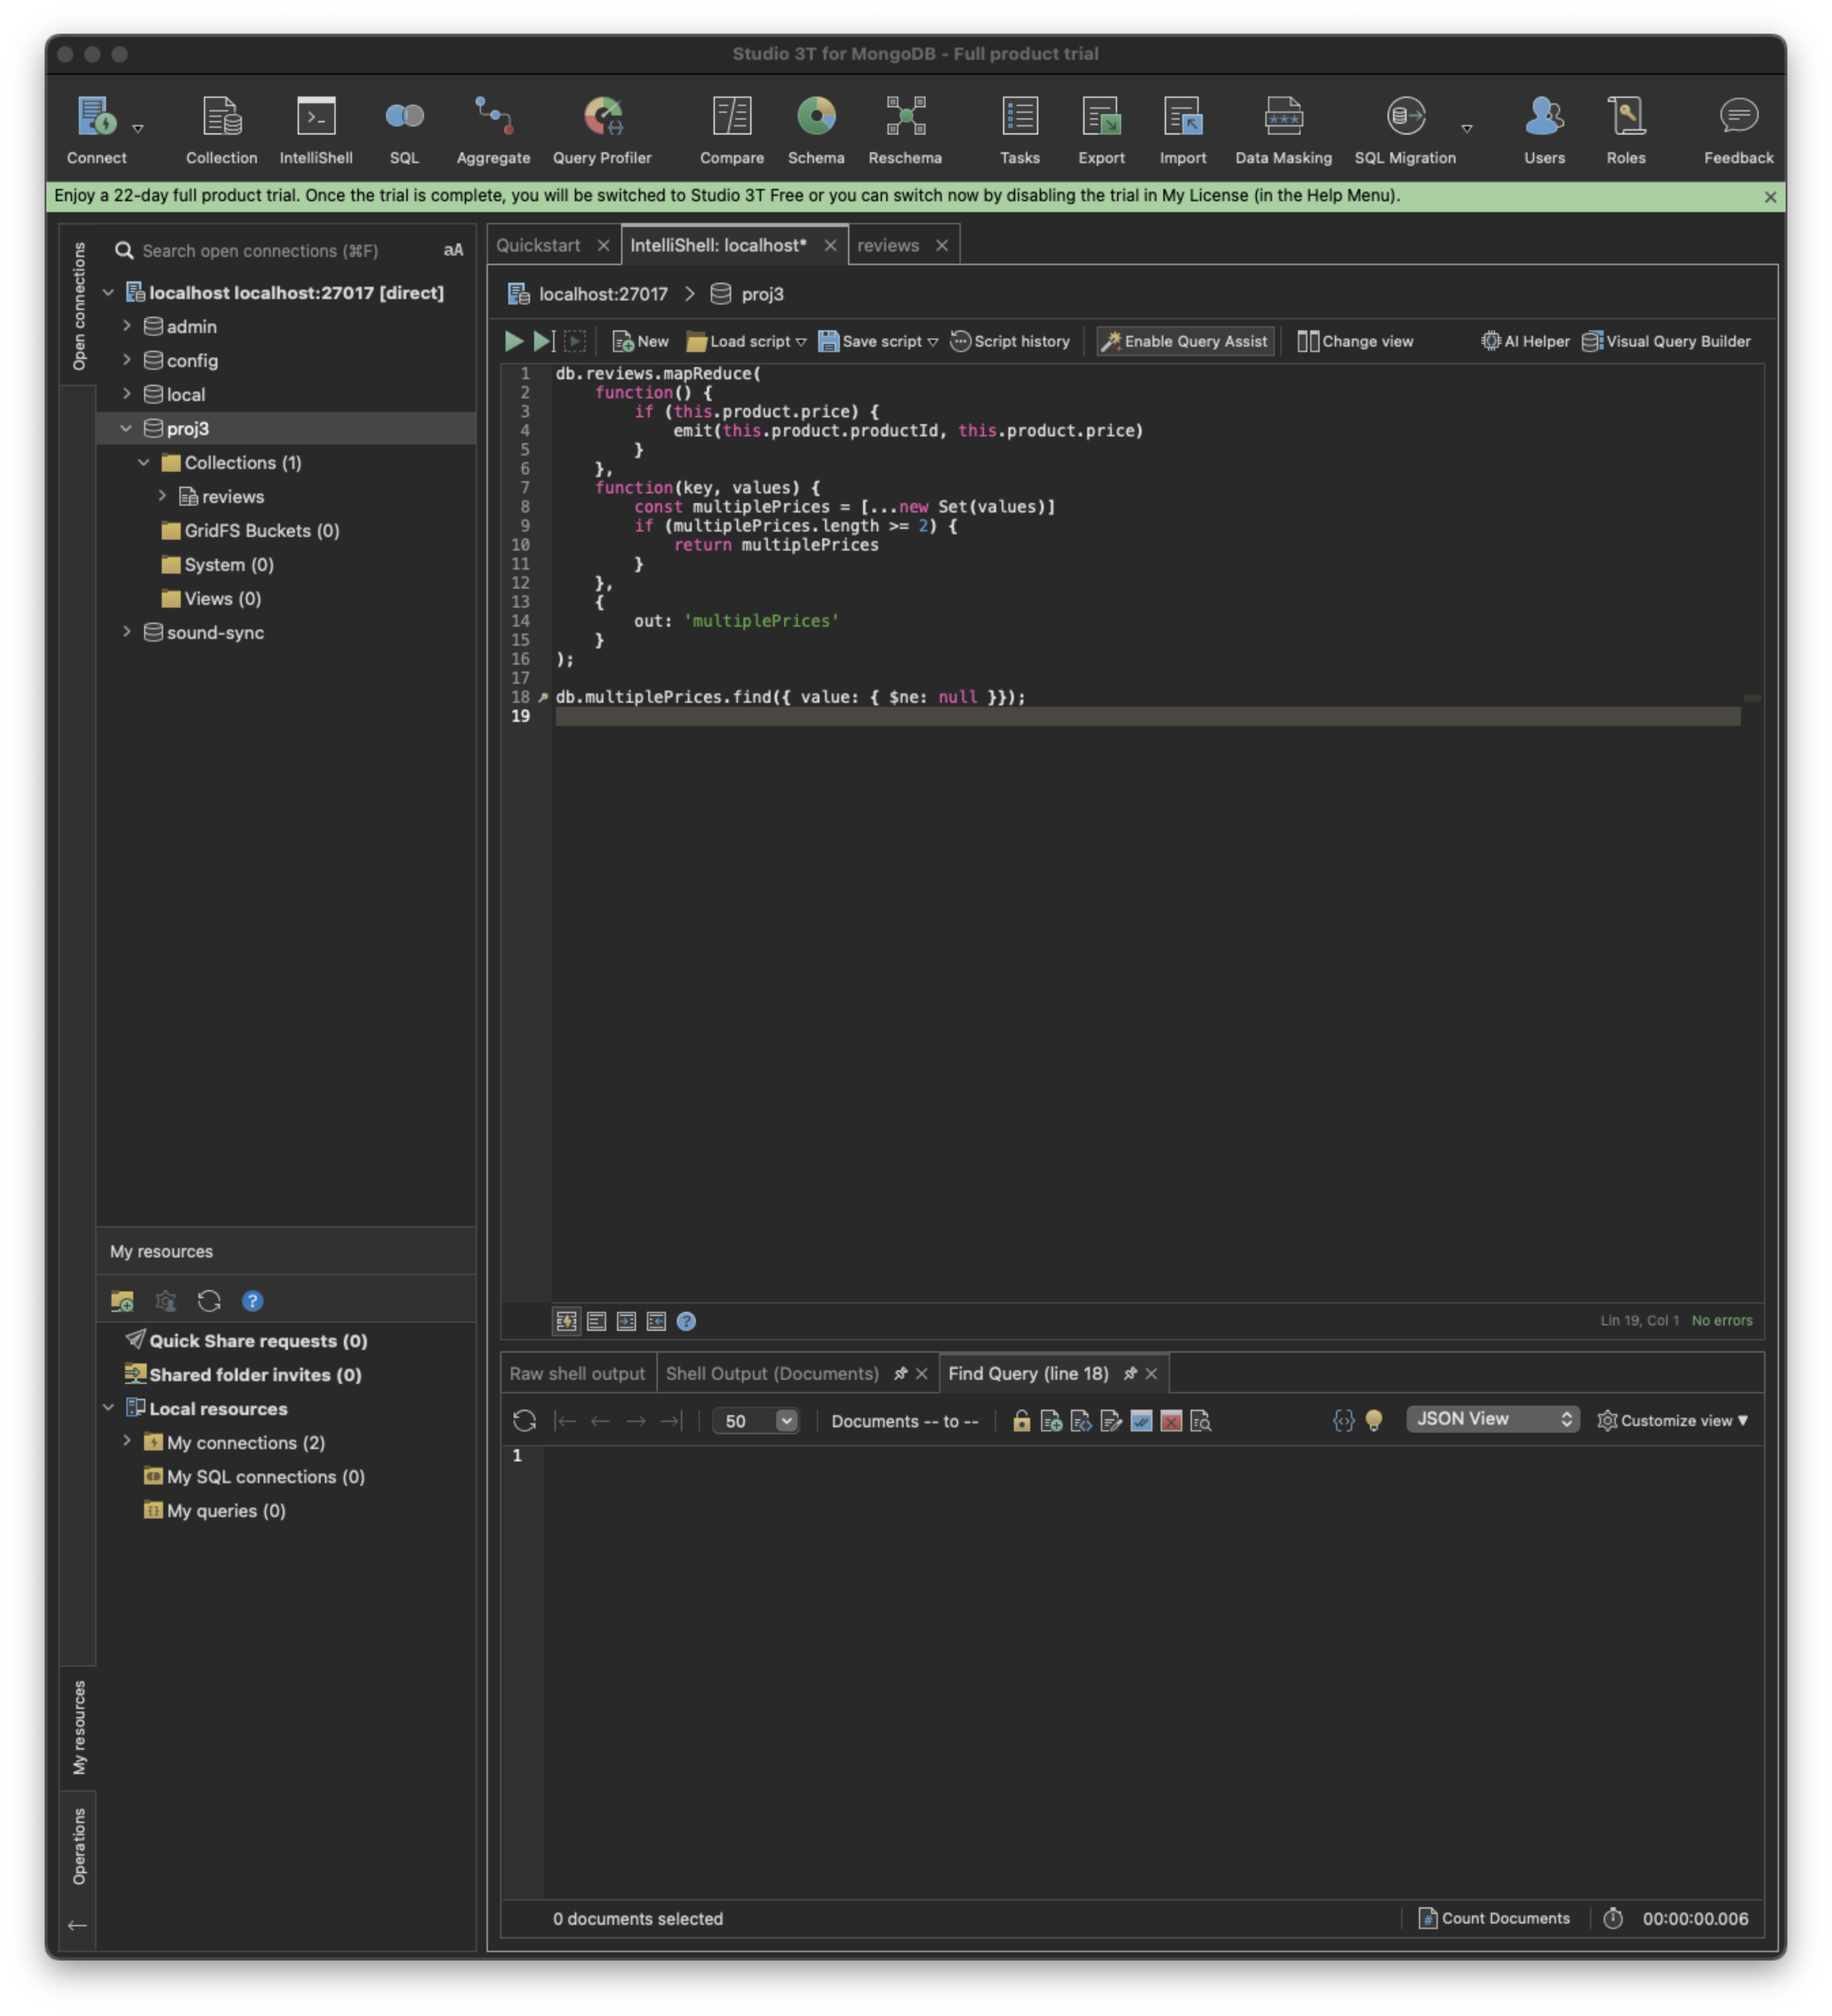 Studio 3T for MongoDB - Full product trial
Connect
Collection
IntelliShell
SQL
Aggregate
Query Profiler
Compare
Schema
Reschema
Tasks
Export
Import
Data Masking
SQL Migration
Users
Roles
Feedback
Enjoy a 22-day full product trial. Once the trial is complete, you will be switched to Studio 3T Free or you can switch now by disabling the trial in My License (in the Help Menu).
Open connections
Search open connections (⌘F) aA
localhost localhost:27017 [direct]
admin
config
local
proj3
Collections (1)
reviews
GridFS Buckets (0)
System (0)
Views (0)
sound-sync
My resources
Quick Share requests (0)
Shared folder invites (0)
Local resources
My connections (2)
My SQL connections (0)
My queries (0)
My resources
Operations
Quickstart
IntelliShell: localhost*
reviews
localhost:27017 > proj3
New
Load script
Save script
Script history
Enable Query Assist
Change view
AI Helper
Visual Query Builder
1 db.reviews.mapReduce(
2 function() {
3 if (this.product.price) {
4 emit(this.product.productId, this.product.price)
5 }
6 },
7 function(key, values) {
8 const multiplePrices = [...new Set(values)]
9 if (multiplePrices.length >= 2) {
10 return multiplePrices
11 }
12 },
13 {
14 out: 'multiplePrices'
15 }
16 );
17
18 db.multiplePrices.find({ value: { $ne: null }});
19
Lin 19, Col 1 No errors
Raw shell output
Shell Output (Documents)
Find Query (line 18)
50
Documents -- to --
JSON View
Customize view
1
0 documents selected
Count Documents
00:00:00.006